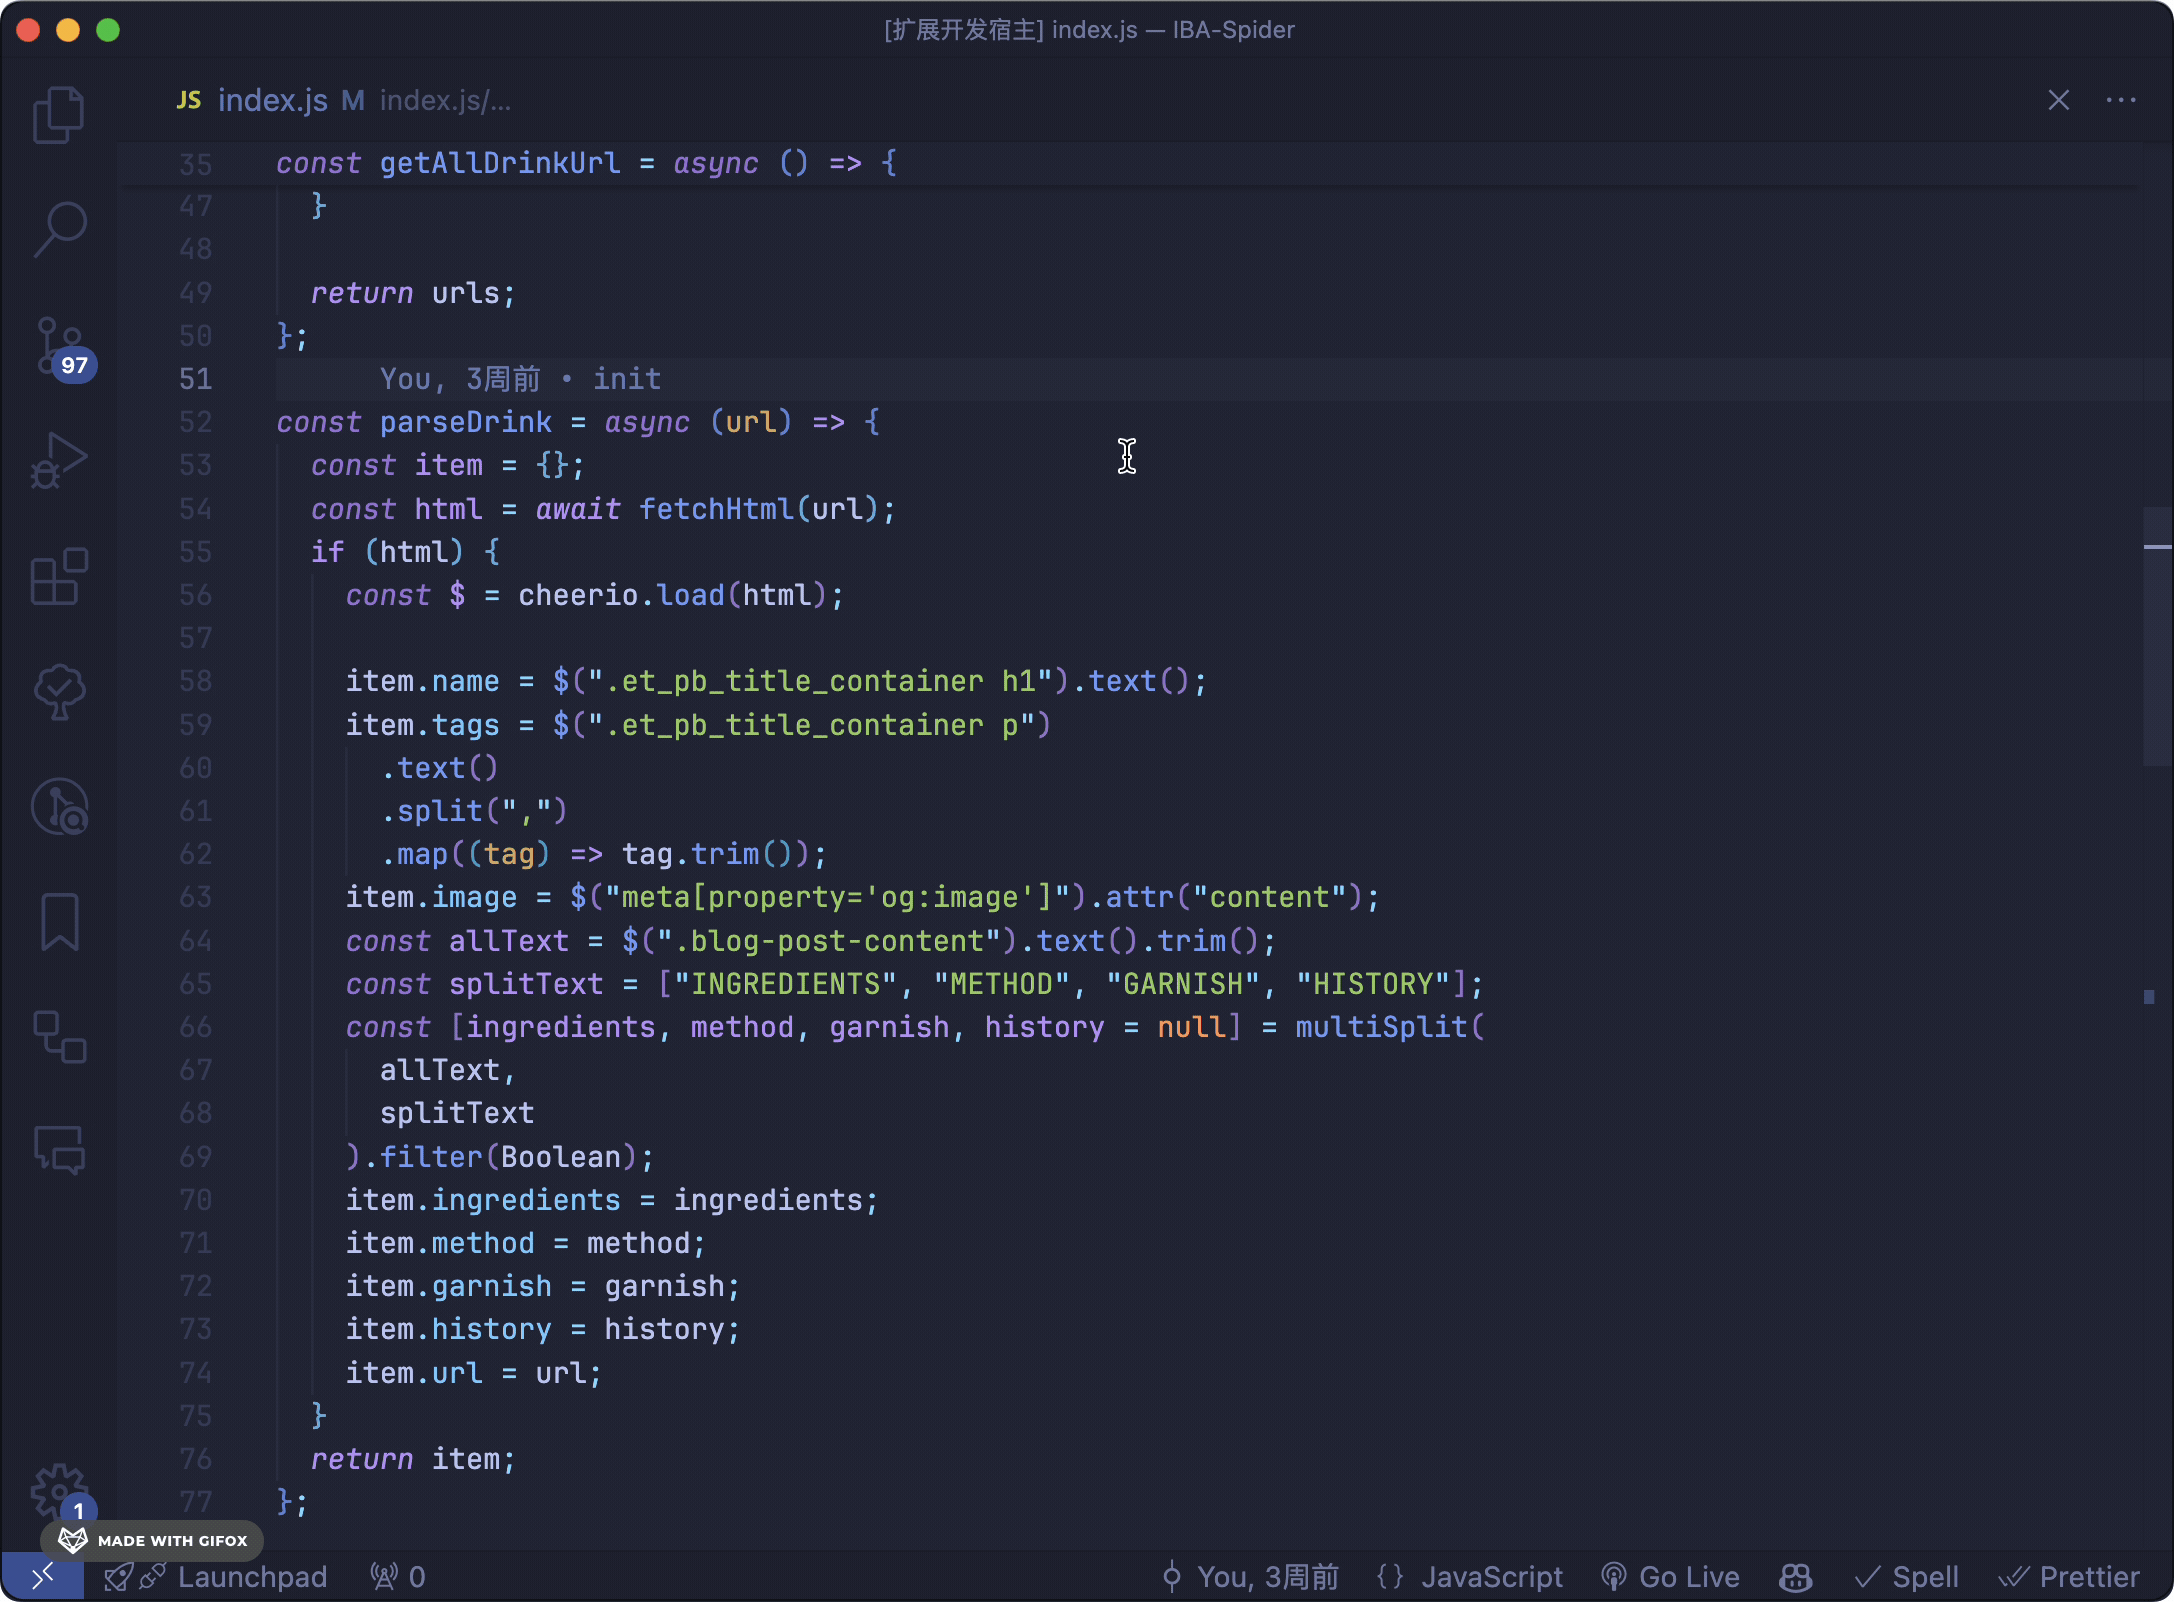 [扩展开发宿主] index.js — IBA-Spider
JS index.js M index.js/...
35 const getAllDrinkUrl = async () => {
47 }
48
49 return urls;
50 };
51 You, 3周前 • init
52 const parseDrink = async (url) => {
53 const item = {};
54 const html = await fetchHtml(url);
55 if (html) {
56 const $ = cheerio.load(html);
57
58 item.name = $(".et_pb_title_container h1").text();
59 item.tags = $(".et_pb_title_container p")
60 .text()
61 .split(",")
62 .map((tag) => tag.trim());
63 item.image = $("meta[property='og:image']").attr("content");
64 const allText = $(".blog-post-content").text().trim();
65 const splitText = ["INGREDIENTS", "METHOD", "GARNISH", "HISTORY"];
66 const [ingredients, method, garnish, history = null] = multiSplit(
67 allText,
68 splitText
69 ).filter(Boolean);
70 item.ingredients = ingredients;
71 item.method = method;
72 item.garnish = garnish;
73 item.history = history;
74 item.url = url;
75 }
76 return item;
77 };
97
1
MADE WITH GIFOX
Launchpad 0 You, 3周前 {} JavaScript Go Live Spell Prettier